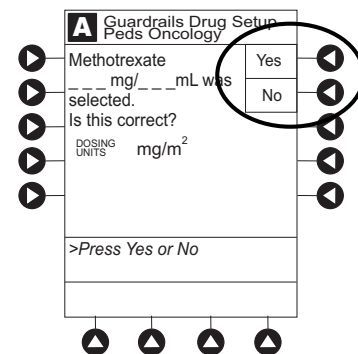 A Guardrails Drug Setup
Peds Oncology
Methotrexate Yes
_ _ _ mg/_ _ _mL was
selected. No
Is this correct?
DOSING UNITS mg/m²
>Press Yes or No